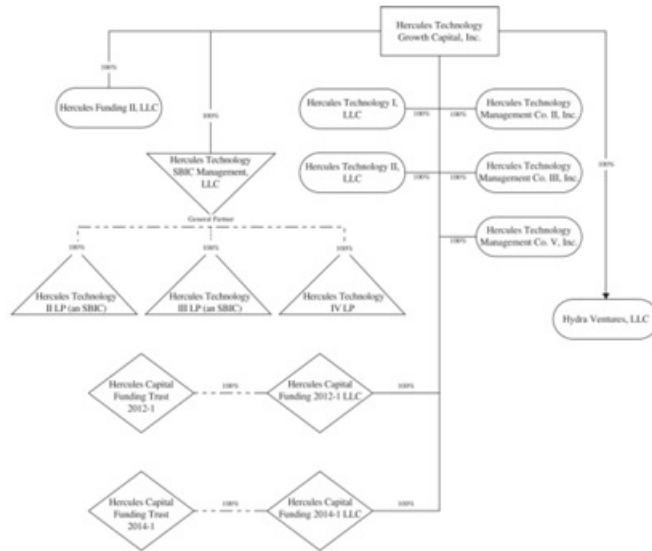 Hercules Technology
Growth Capital, Inc.
100%
Hercules Funding II, LLC
100%
Hercules Technology
SBIC Management,
LLC
General Partner
100%
100%
100%
Hercules Technology
II LP (an SBIC)
Hercules Technology
III LP (an SBIC)
Hercules Technology
IV LP
Hercules Technology I,
LLC
100%
100%
Hercules Technology
Management Co. II, Inc.
Hercules Technology II,
LLC
100%
100%
Hercules Technology
Management Co. III, Inc.
100%
Hercules Technology
Management Co. V, Inc.
100%
Hydra Ventures, LLC
Hercules Capital
Funding Trust
2012-1
100%
Hercules Capital
Funding 2012-1 LLC
100%
Hercules Capital
Funding Trust
2014-1
100%
Hercules Capital
Funding 2014-1 LLC
100%